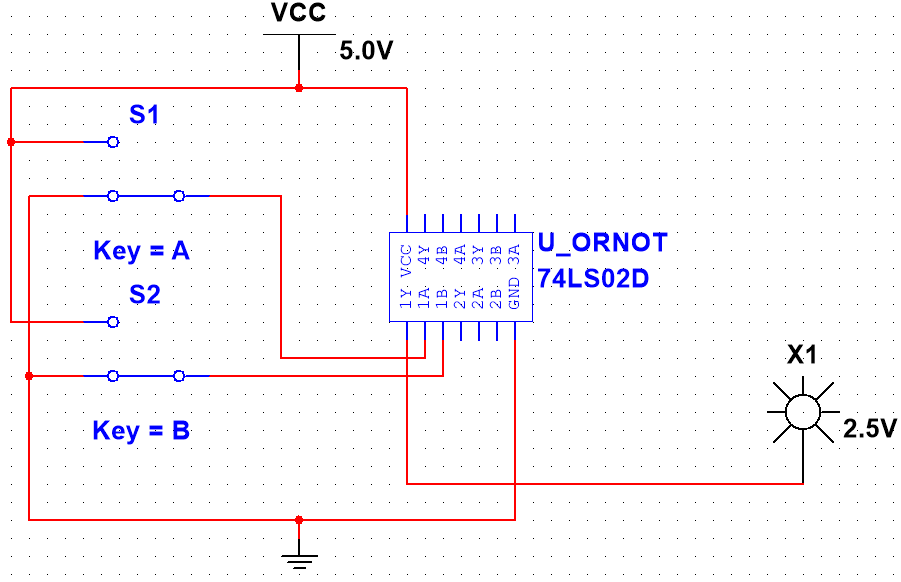 VCC
5.0V
S1
Key = A
S2
Key = B
VCC 4Y 4B 4A 3Y 3B 3A
1Y 1A 1B 2Y 2A 2B GND
U_ORNOT
74LS02D
X1
2.5V